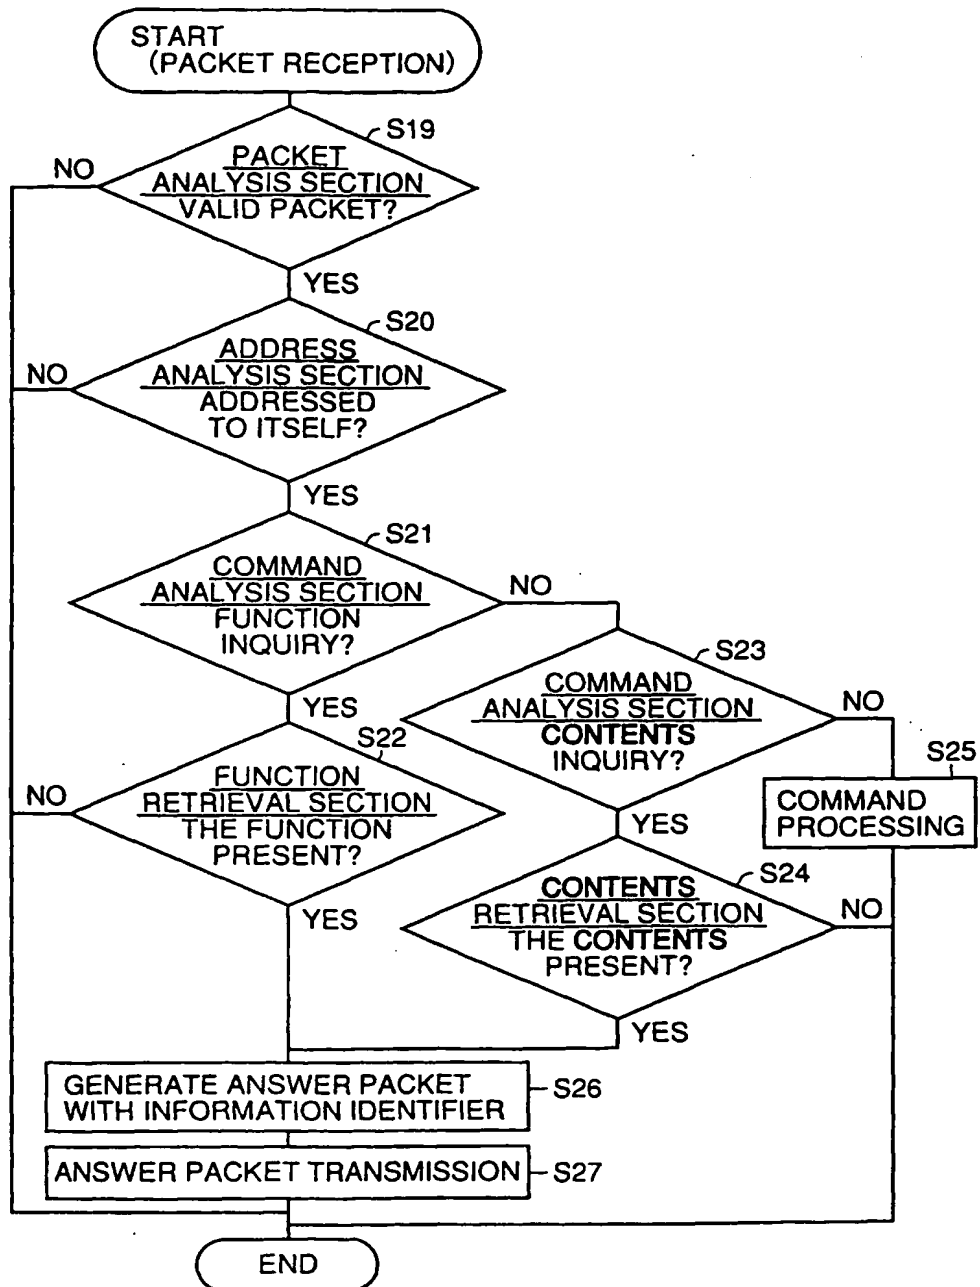 START
(PACKET RECEPTION)
S19
NO
PACKET
ANALYSIS SECTION
VALID PACKET?
YES
S20
NO
ADDRESS
ANALYSIS SECTION
ADDRESSED
TO ITSELF?
YES
S21
COMMAND
ANALYSIS SECTION
FUNCTION
INQUIRY?
NO
YES
S23
COMMAND
ANALYSIS SECTION
CONTENTS
INQUIRY?
NO
S22
NO
FUNCTION
RETRIEVAL SECTION
THE FUNCTION
PRESENT?
YES
S25
COMMAND
PROCESSING
YES
S24
CONTENTS
RETRIEVAL SECTION
THE CONTENTS
PRESENT?
NO
YES
GENERATE ANSWER PACKET
WITH INFORMATION IDENTIFIER
S26
ANSWER PACKET TRANSMISSION
S27
END